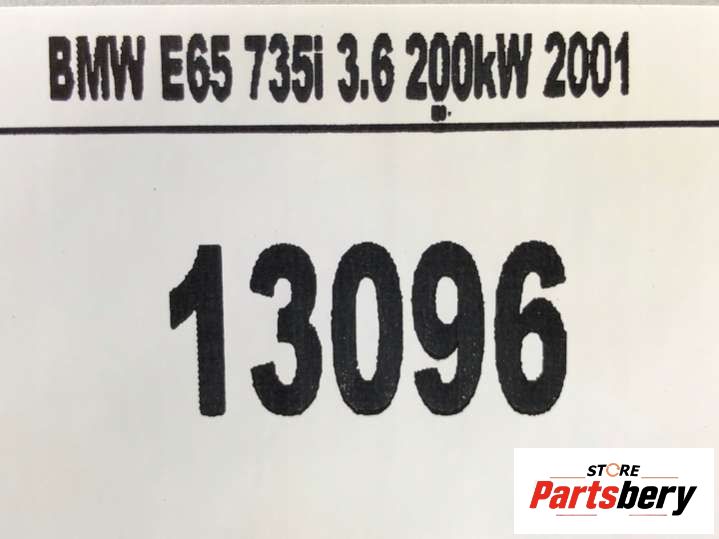 BMW E65 735i 3.6 200kW 2001
13096
STORE
Partsbery